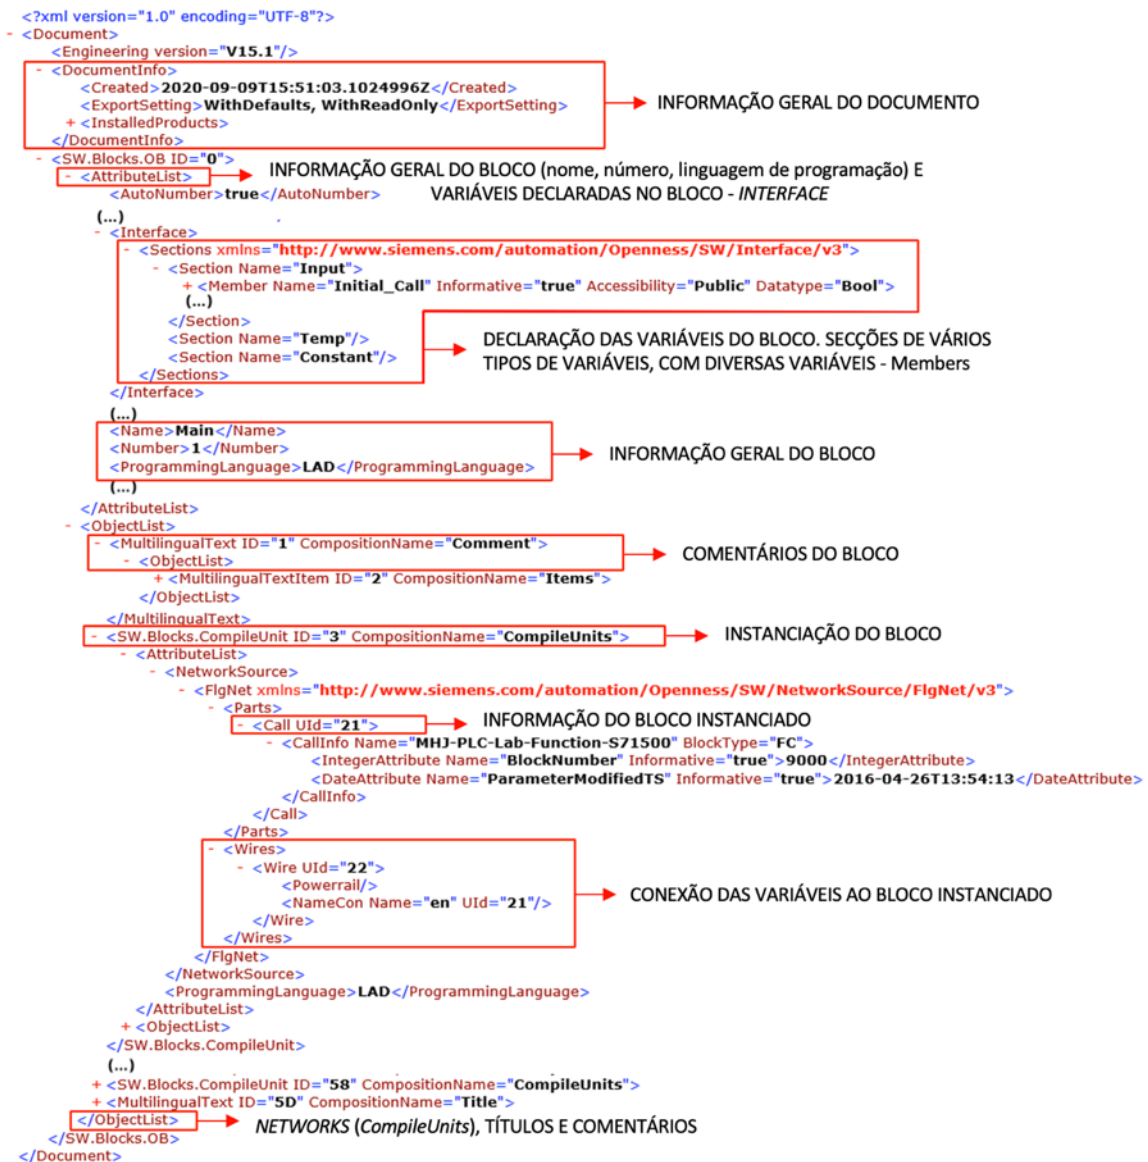 <?xml version="1.0" encoding="UTF-8"?>
- <Document>
<Engineering version="V15.1"/>
- <DocumentInfo>
<Created>2020-09-09T15:51:03.1024996Z</Created>
<ExportSetting>WithDefaults, WithReadOnly</ExportSetting>
INFORMAÇÃO GERAL DO DOCUMENTO
+ <InstalledProducts>
</DocumentInfo>
- <SW.Blocks.OB ID="0">
- <AttributeList>
INFORMAÇÃO GERAL DO BLOCO (nome, número, linguagem de programação) E
VARIÁVEIS DECLARADAS NO BLOCO - INTERFACE
<AutoNumber>true</AutoNumber>
(...)
- <Interface>
- <Sections xmlns="http://www.siemens.com/automation/Openness/SW/Interface/v3">
- <Section Name="Input">
+ <Member Name="Initial_Call" Informative="true" Accessibility="Public" Datatype="Bool">
(...)
</Section>
<Section Name="Temp"/>
<Section Name="Constant"/>
DECLARAÇÃO DAS VARIÁVEIS DO BLOCO. SECÇÕES DE VÁRIOS
TIPOS DE VARIÁVEIS, COM DIVERSAS VARIÁVEIS - Members
</Sections>
</Interface>
(...)
<Name>Main</Name>
<Number>1</Number>
<ProgrammingLanguage>LAD</ProgrammingLanguage>
INFORMAÇÃO GERAL DO BLOCO
(...)
</AttributeList>
- <ObjectList>
- <MultilingualText ID="1" CompositionName="Comment">
COMENTÁRIOS DO BLOCO
- <ObjectList>
+ <MultilingualTextItem ID="2" CompositionName="Items">
</ObjectList>
</MultilingualText>
- <SW.Blocks.CompileUnit ID="3" CompositionName="CompileUnits">
INSTANCIAÇÃO DO BLOCO
- <AttributeList>
- <NetworkSource>
- <FlgNet xmlns="http://www.siemens.com/automation/Openness/SW/NetworkSource/FlgNet/v3">
- <Parts>
- <Call UId="21">
INFORMAÇÃO DO BLOCO INSTANCIADO
- <CallInfo Name="MHJ-PLC-Lab-Function-S71500" BlockType="FC">
<IntegerAttribute Name="BlockNumber" Informative="true">9000</IntegerAttribute>
<DateAttribute Name="ParameterModifiedTS" Informative="true">2016-04-26T13:54:13</DateAttribute>
</CallInfo>
</Call>
</Parts>
- <Wires>
- <Wire UId="22">
<Powerrail/>
<NameCon Name="en" UId="21"/>
CONEXÃO DAS VARIÁVEIS AO BLOCO INSTANCIADO
</Wire>
</Wires>
</FlgNet>
</NetworkSource>
<ProgrammingLanguage>LAD</ProgrammingLanguage>
</AttributeList>
+ <ObjectList>
</SW.Blocks.CompileUnit>
(...)
+ <SW.Blocks.CompileUnit ID="58" CompositionName="CompileUnits">
+ <MultilingualText ID="5D" CompositionName="Title">
</ObjectList>
NETWORKS (CompileUnits), TÍTULOS E COMENTÁRIOS
</SW.Blocks.OB>
</Document>